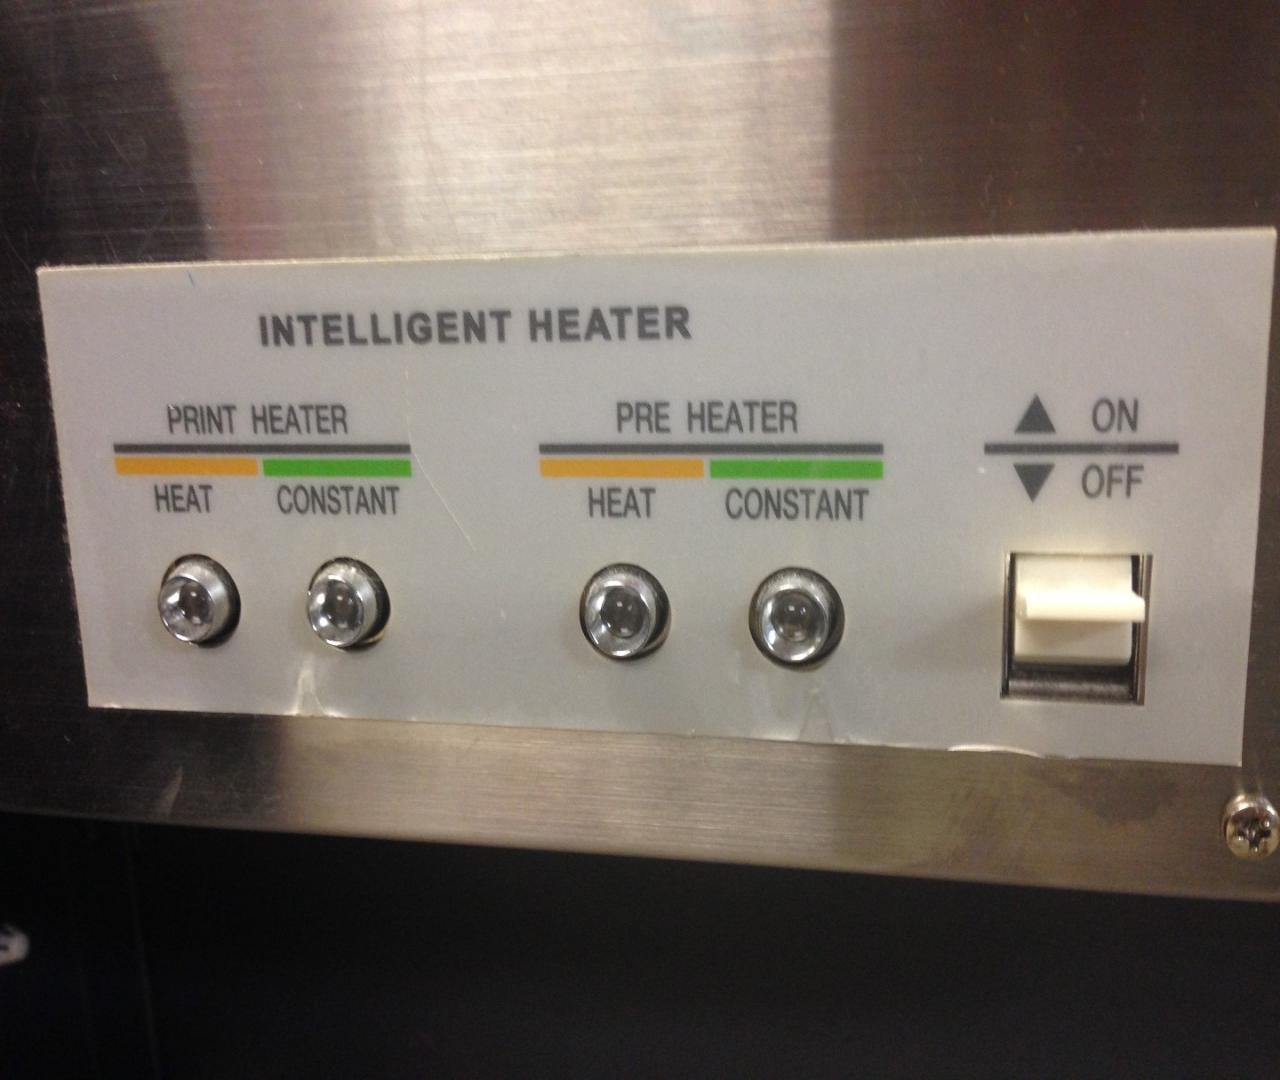 INTELLIGENT HEATER
PRINT HEATER
HEAT CONSTANT
PRE HEATER
HEAT CONSTANT
ON
OFF